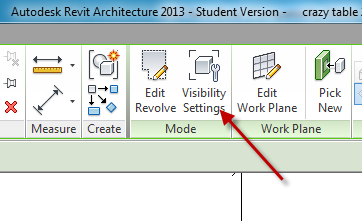 Autodesk Revit Architecture 2013 - Student Version - crazy table
Edit Revolve
Visibility Settings
Edit Work Plane
Pick New
Measure
Create
Mode
Work Plane